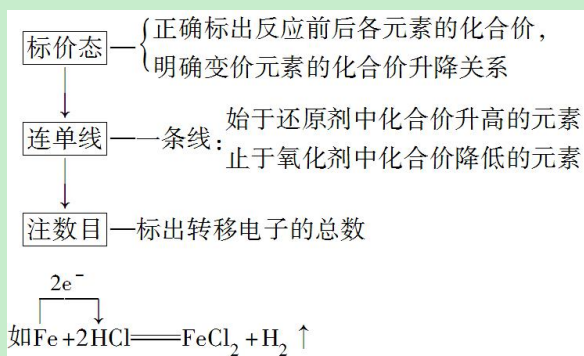 标价态—{正确标出反应前后各元素的化合价，
明确变价元素的化合价升降关系
连单线—一条线：始于还原剂中化合价升高的元素
止于氧化剂中化合价降低的元素
注数目—标出转移电子的总数
2e⁻
如Fe+2HCl══FeCl₂+H₂↑